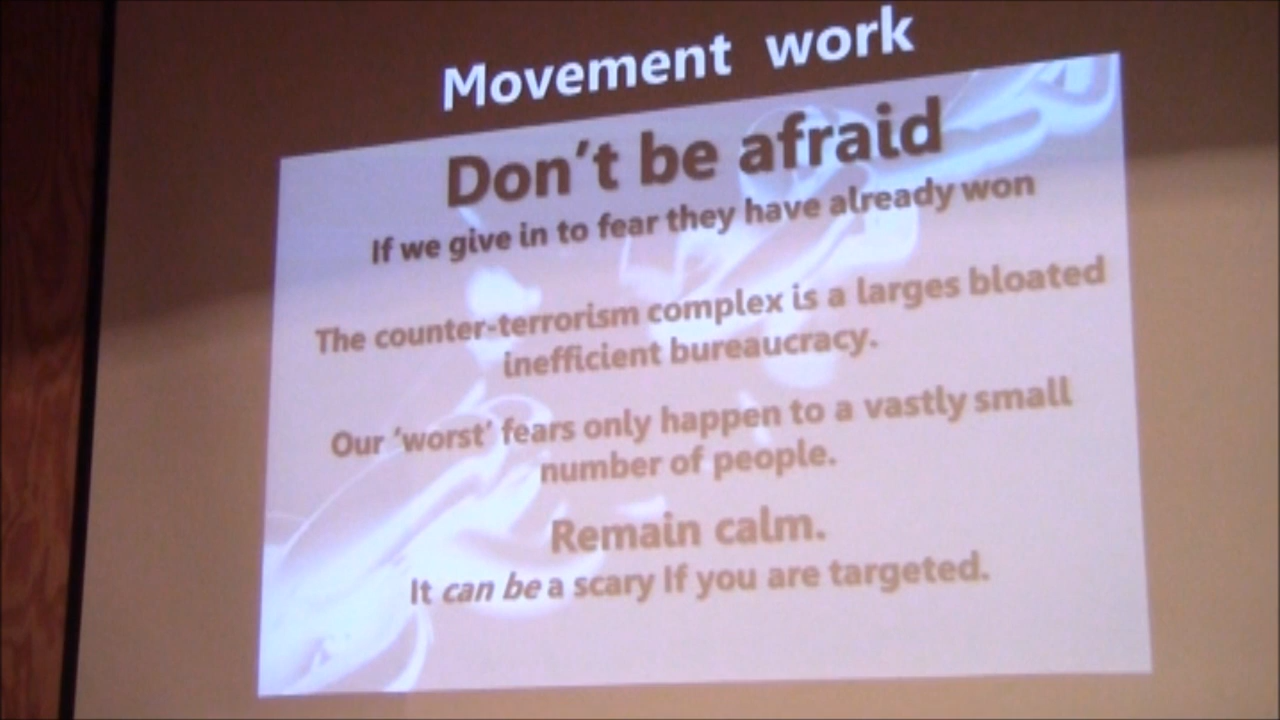 Movement work
Don't be afraid
If we give in to fear they have already won
The counter-terrorism complex is a larges bloated
inefficient bureaucracy.
Our 'worst' fears only happen to a vastly small
number of people.
Remain calm.
It can be a scary If you are targeted.